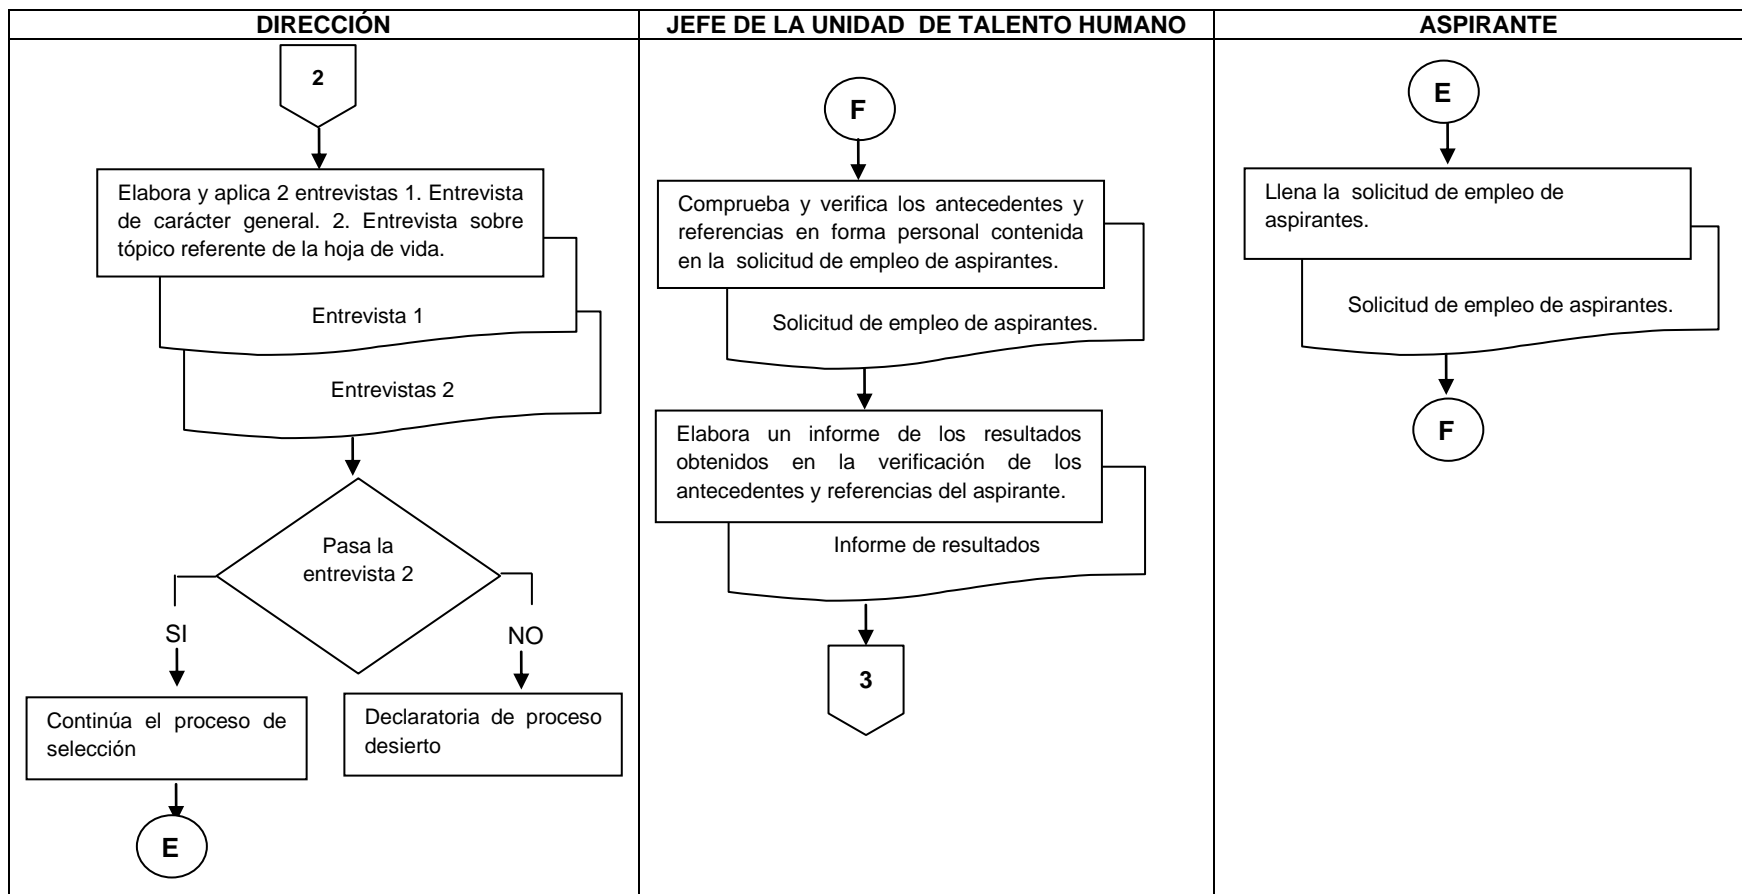 DIRECCIÓN
2
Elabora y aplica 2 entrevistas 1. Entrevista
de carácter general. 2. Entrevista sobre
tópico referente de la hoja de vida.
Entrevista 1
Entrevistas 2
Pasa la
entrevista 2
SI
NO
Continúa el proceso de
selección
Declaratoria de proceso
desierto
E
JEFE DE LA UNIDAD DE TALENTO HUMANO
F
Comprueba y verifica los antecedentes y
referencias en forma personal contenida
en la solicitud de empleo de aspirantes.
Solicitud de empleo de aspirantes.
Elabora un informe de los resultados
obtenidos en la verificación de los
antecedentes y referencias del aspirante.
Informe de resultados
3
ASPIRANTE
E
Llena la solicitud de empleo de
aspirantes.
Solicitud de empleo de aspirantes.
F